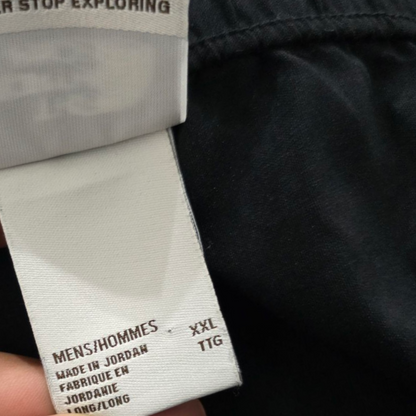 R STOP EXPLORING
MENS/HOMMES XXL
MADE IN JORDAN TTG
FABRIQUE EN
JORDANIE
LONG/LONG